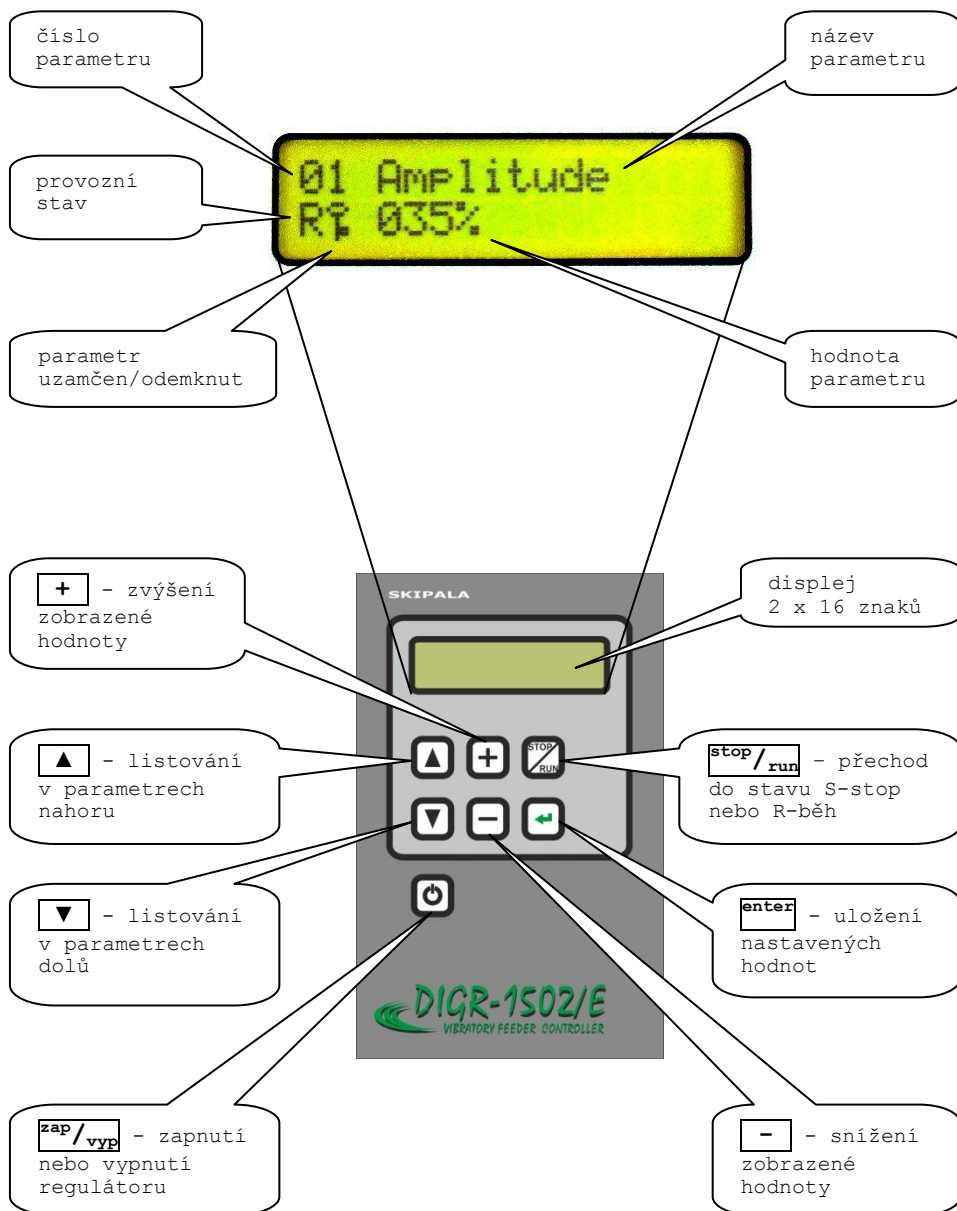 číslo
parametru
název
parametru
provozní
stav
01 Amplitude
R 035%
parametr
uzamčen/odemknut
hodnota
parametru
+ - zvýšení
zobrazené
hodnoty
SKIPALA
displej
2 x 16 znaků
▲ - listování
v parametrech
nahoru
STOP
RUN
stop/run - přechod
do stavu S-stop
nebo R-běh
▼ - listování
v parametrech
dolů
enter - uložení
nastavených
hodnot
DIGR-1502/E
VIBRATORY FEEDER CONTROLLER
zap/vyp - zapnutí
nebo vypnutí
regulátoru
- - snížení
zobrazené
hodnoty